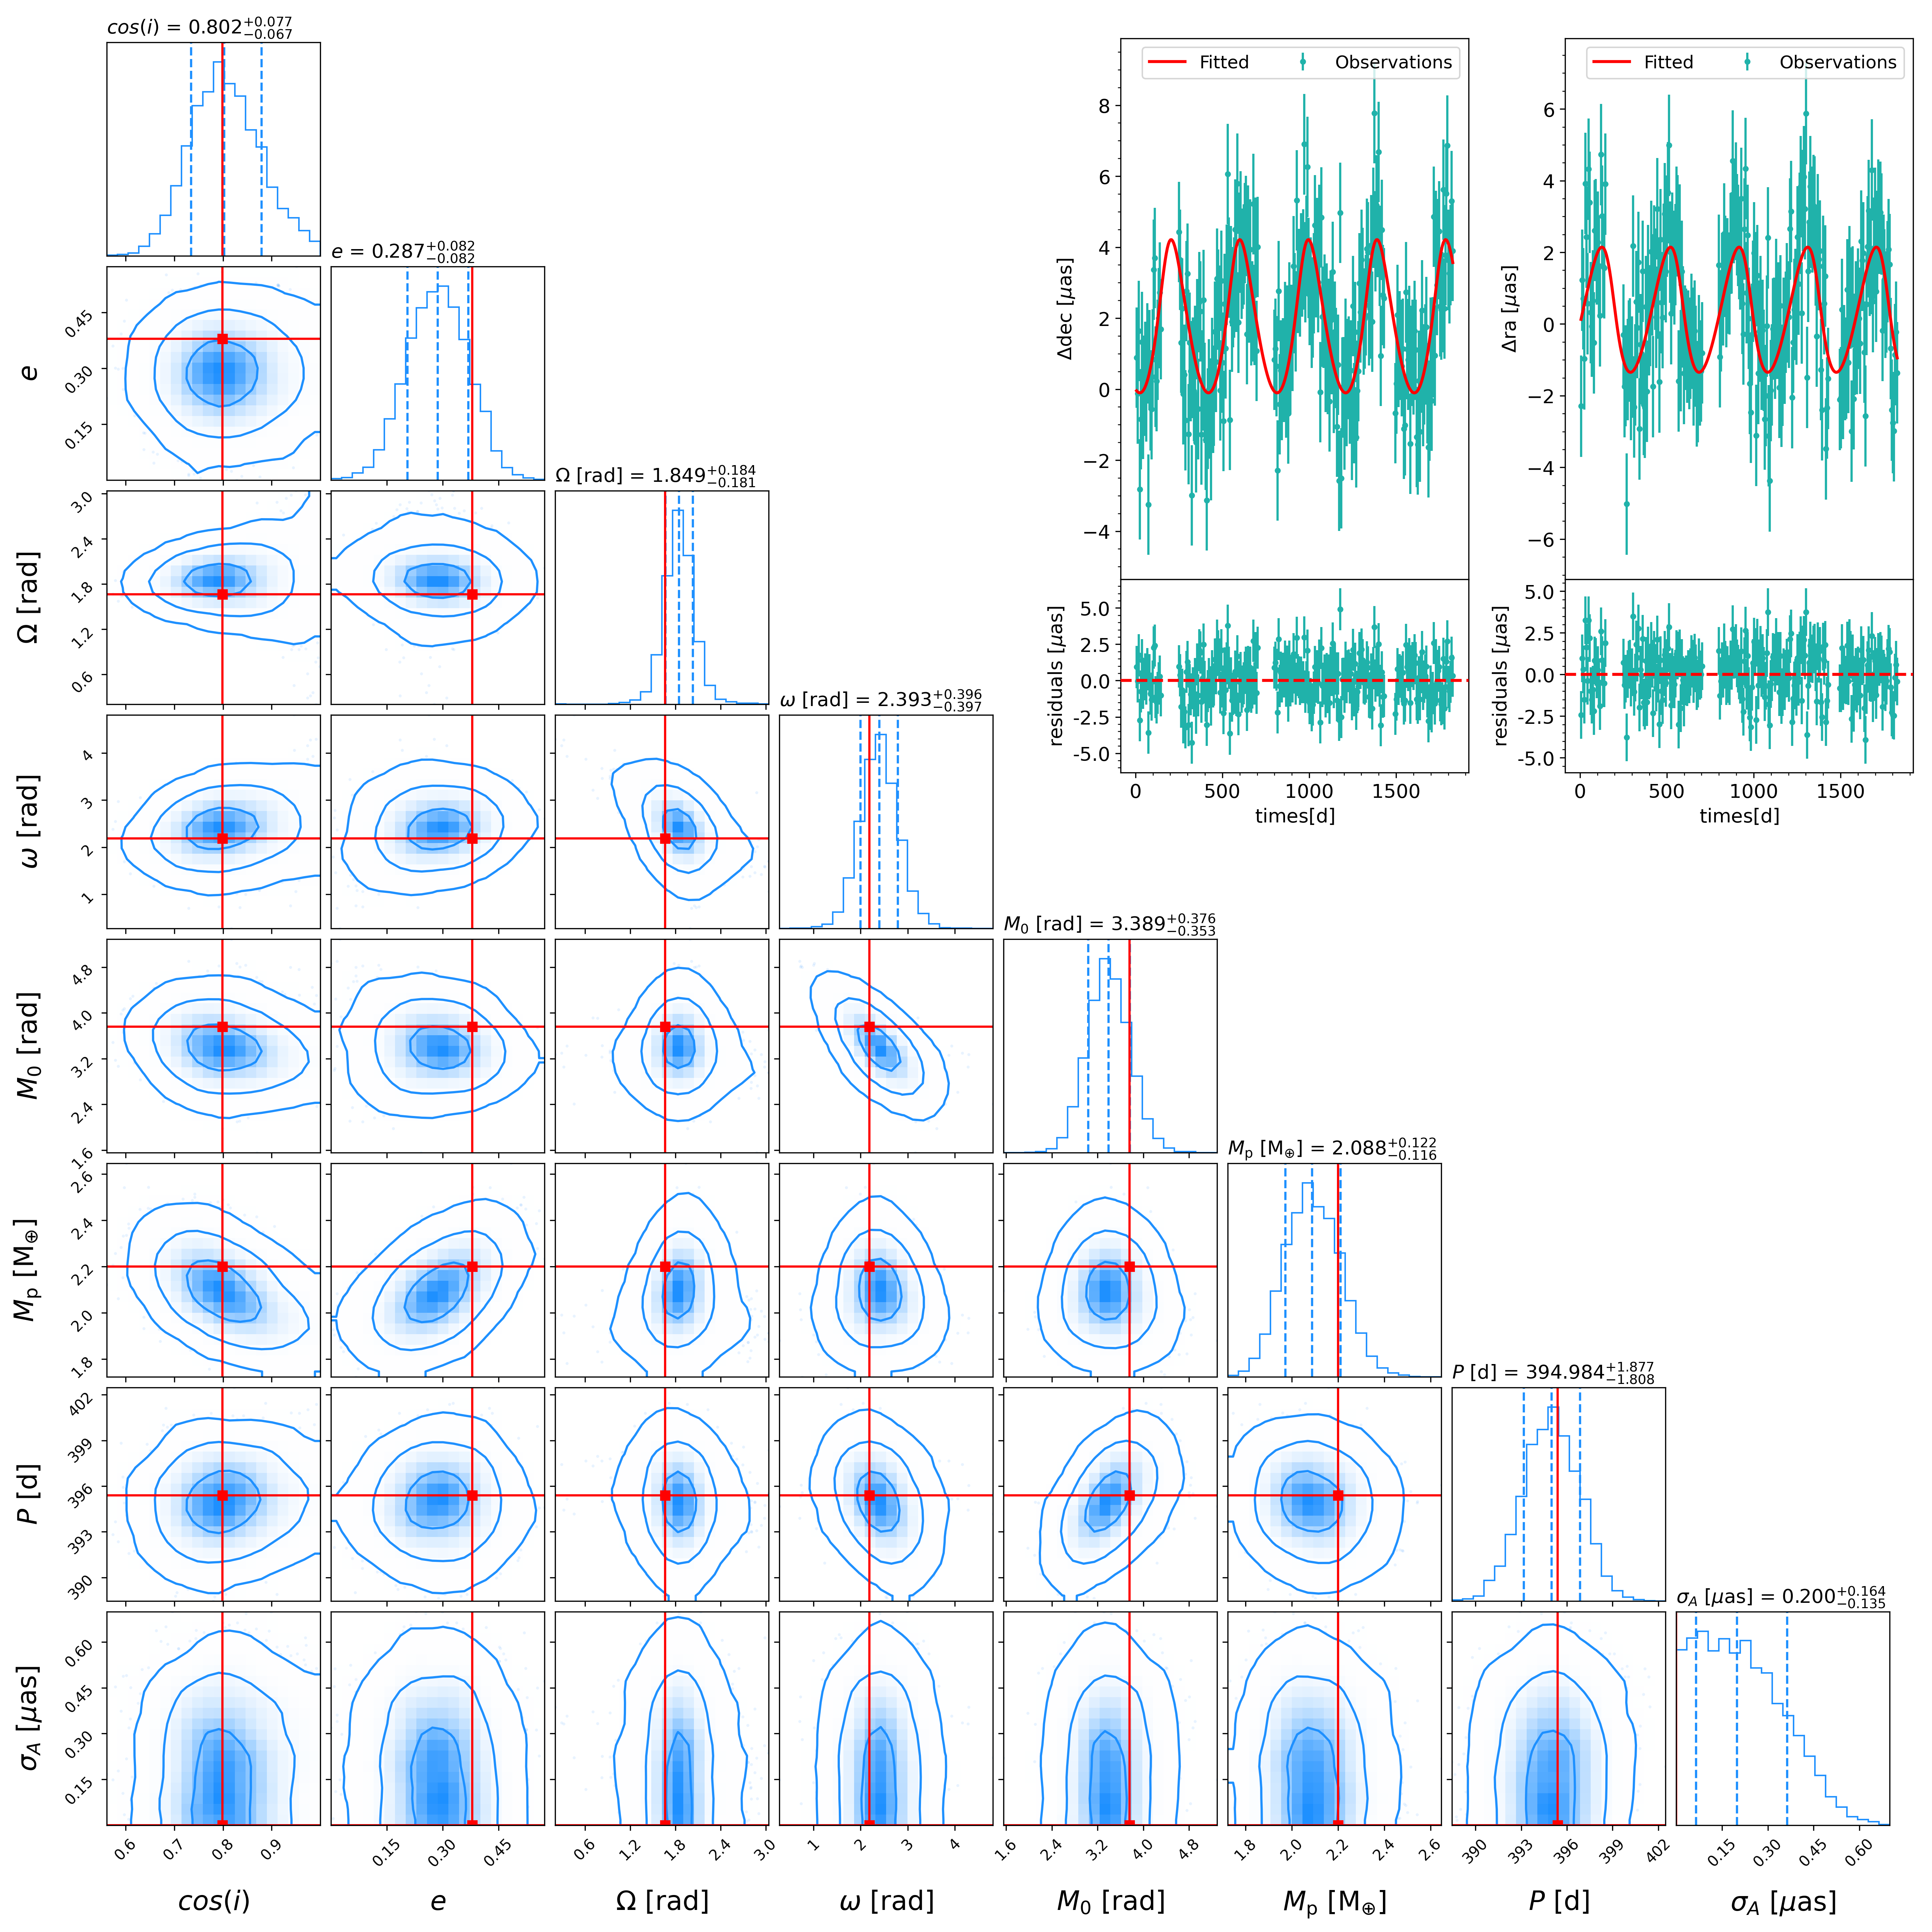 cos(i) = 0.802+0.077−0.067
Fitted Observations
Fitted Observations
8
6
4
2
0
−2
−4
Δdec [μas]
6
4
2
0
−2
−4
−6
Δra [μas]
e = 0.287+0.082−0.082
0.45
0.30
0.15
e
Ω [rad] = 1.849+0.184−0.181
3.0
2.4
1.8
1.2
0.6
Ω [rad]
5.0
2.5
0.0
-2.5
-5.0
residuals [μas]
5.0
2.5
0.0
-2.5
-5.0
residuals [μas]
0 500 1000 1500
times[d]
0 500 1000 1500
times[d]
ω [rad] = 2.393+0.396−0.397
4
3
2
1
ω [rad]
M0 [rad] = 3.389+0.376−0.353
4.8
4.0
3.2
2.4
1.6
M0 [rad]
Mp [M⊕] = 2.088+0.122−0.116
2.6
2.4
2.2
2.0
1.8
Mp [M⊕]
P [d] = 394.984+1.877−1.808
402
399
396
393
390
P [d]
σA [μas] = 0.200+0.164−0.135
0.60
0.45
0.30
0.15
σA [μas]
0.6 0.7 0.8 0.9 0.15 0.30 0.45 0.6 1.2 1.8 2.4 3.0 1 2 3 4 1.6 2.4 3.2 4.0 4.8 1.8 2.0 2.2 2.4 2.6 390 393 396 399 402 0.15 0.30 0.45 0.60
cos(i) e Ω [rad] ω [rad] M0 [rad] Mp [M⊕] P [d] σA [μas]